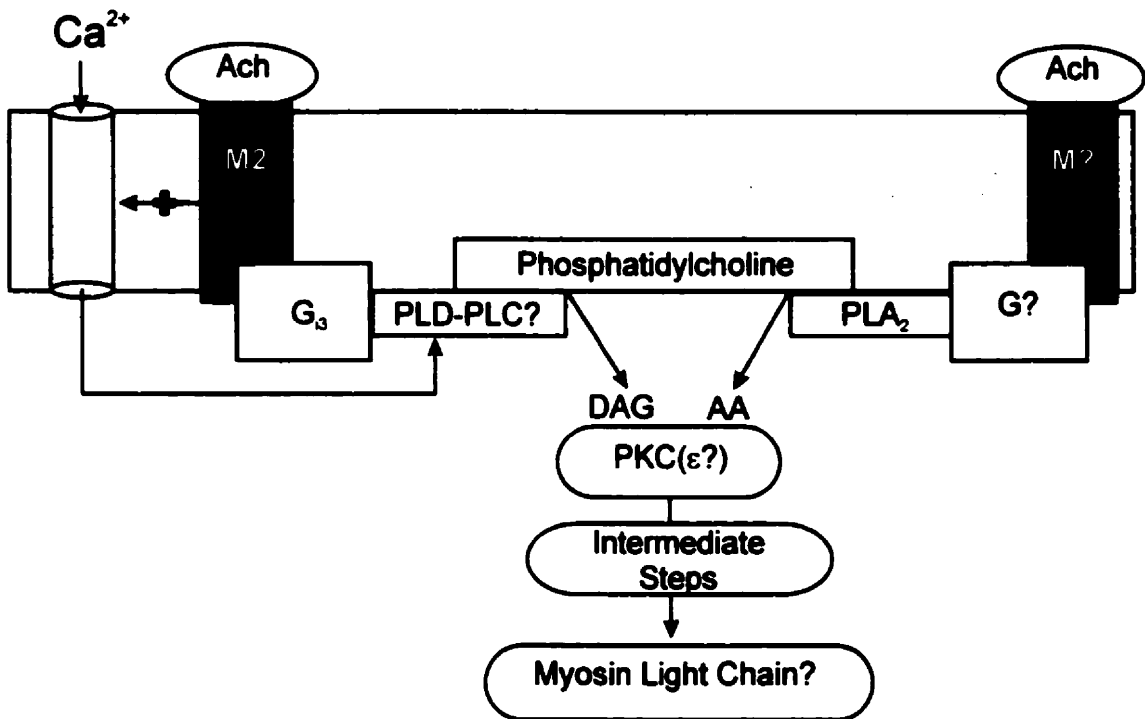 Ca²⁺
Ach
Ach
M2
M?
Phosphatidylcholine
Gᵢ₃
PLD-PLC?
PLA₂
G?
DAG
AA
PKC(ε?)
Intermediate
Steps
Myosin Light Chain?